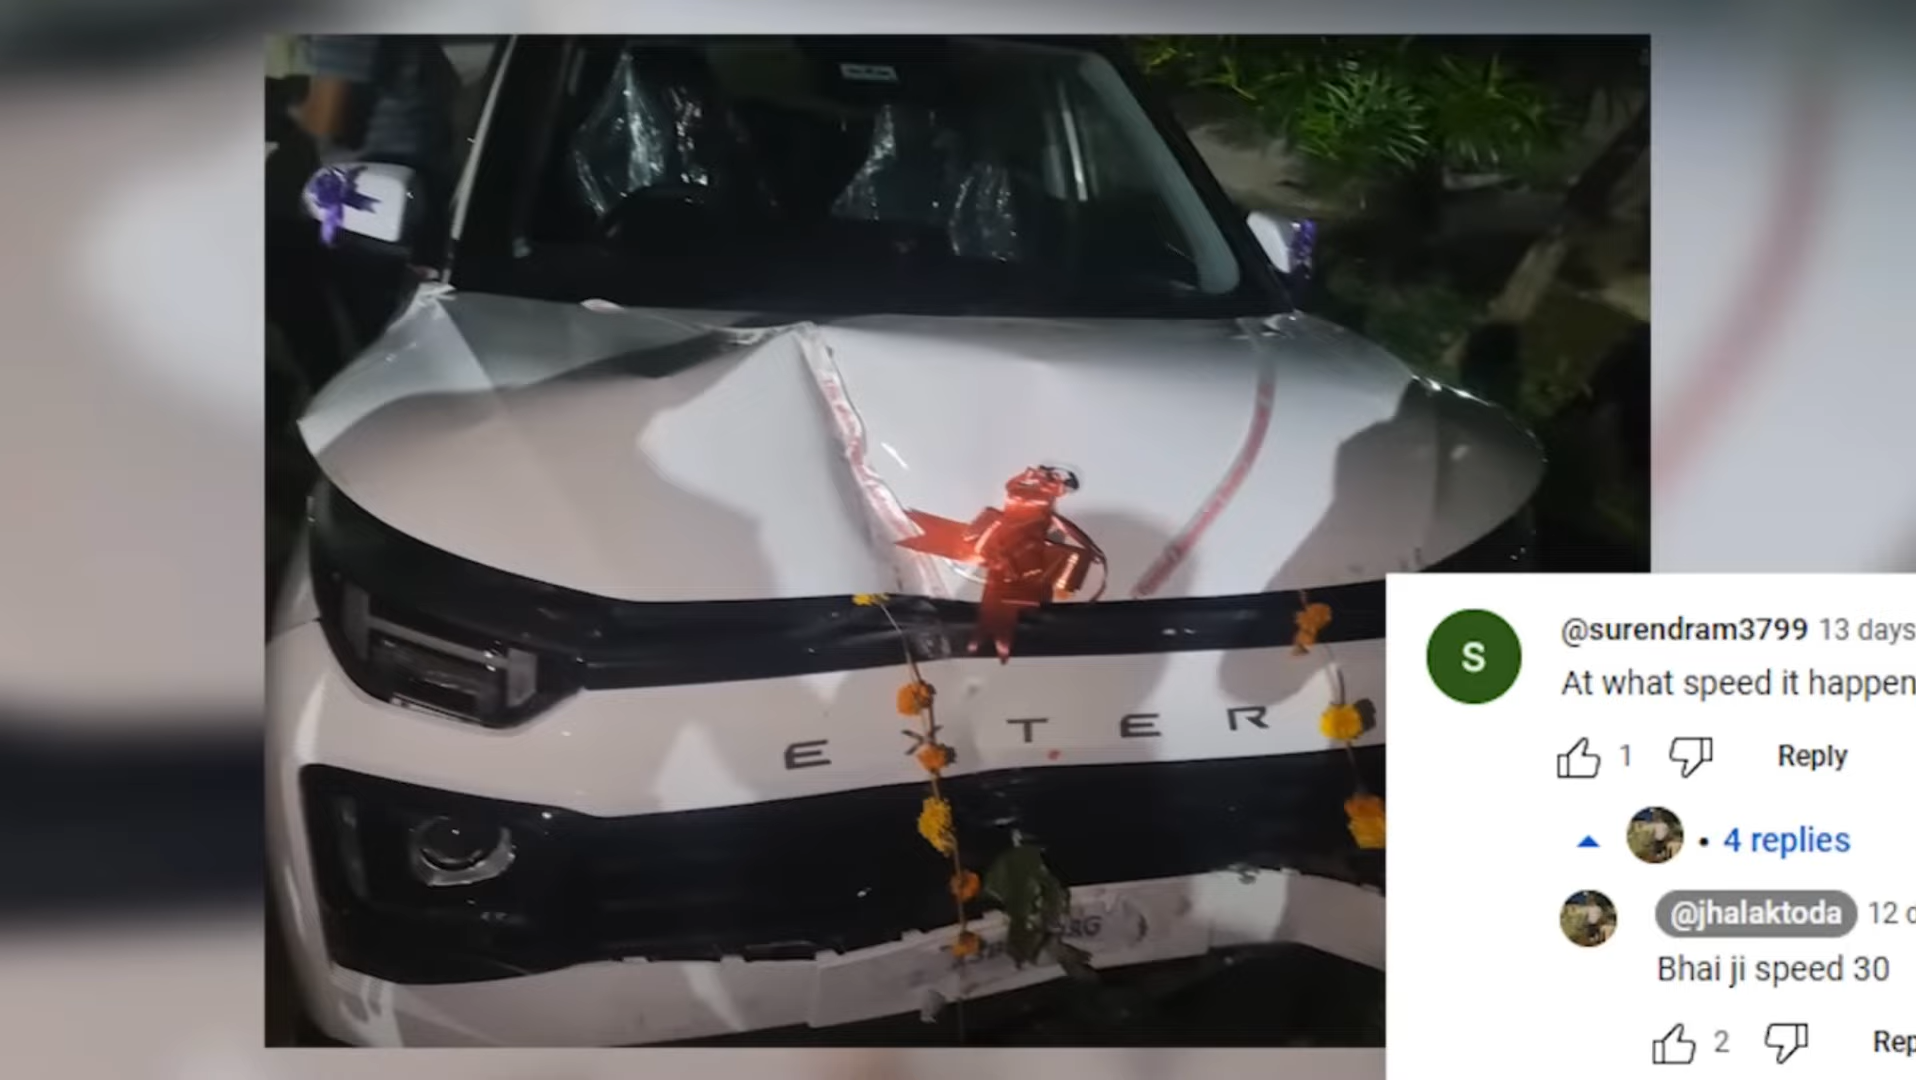 EXTER
@surendram3799 13 days
At what speed it happen
1 Reply
4 replies
@jhalaktoda 12 d
Bhai ji speed 30
2 Rep